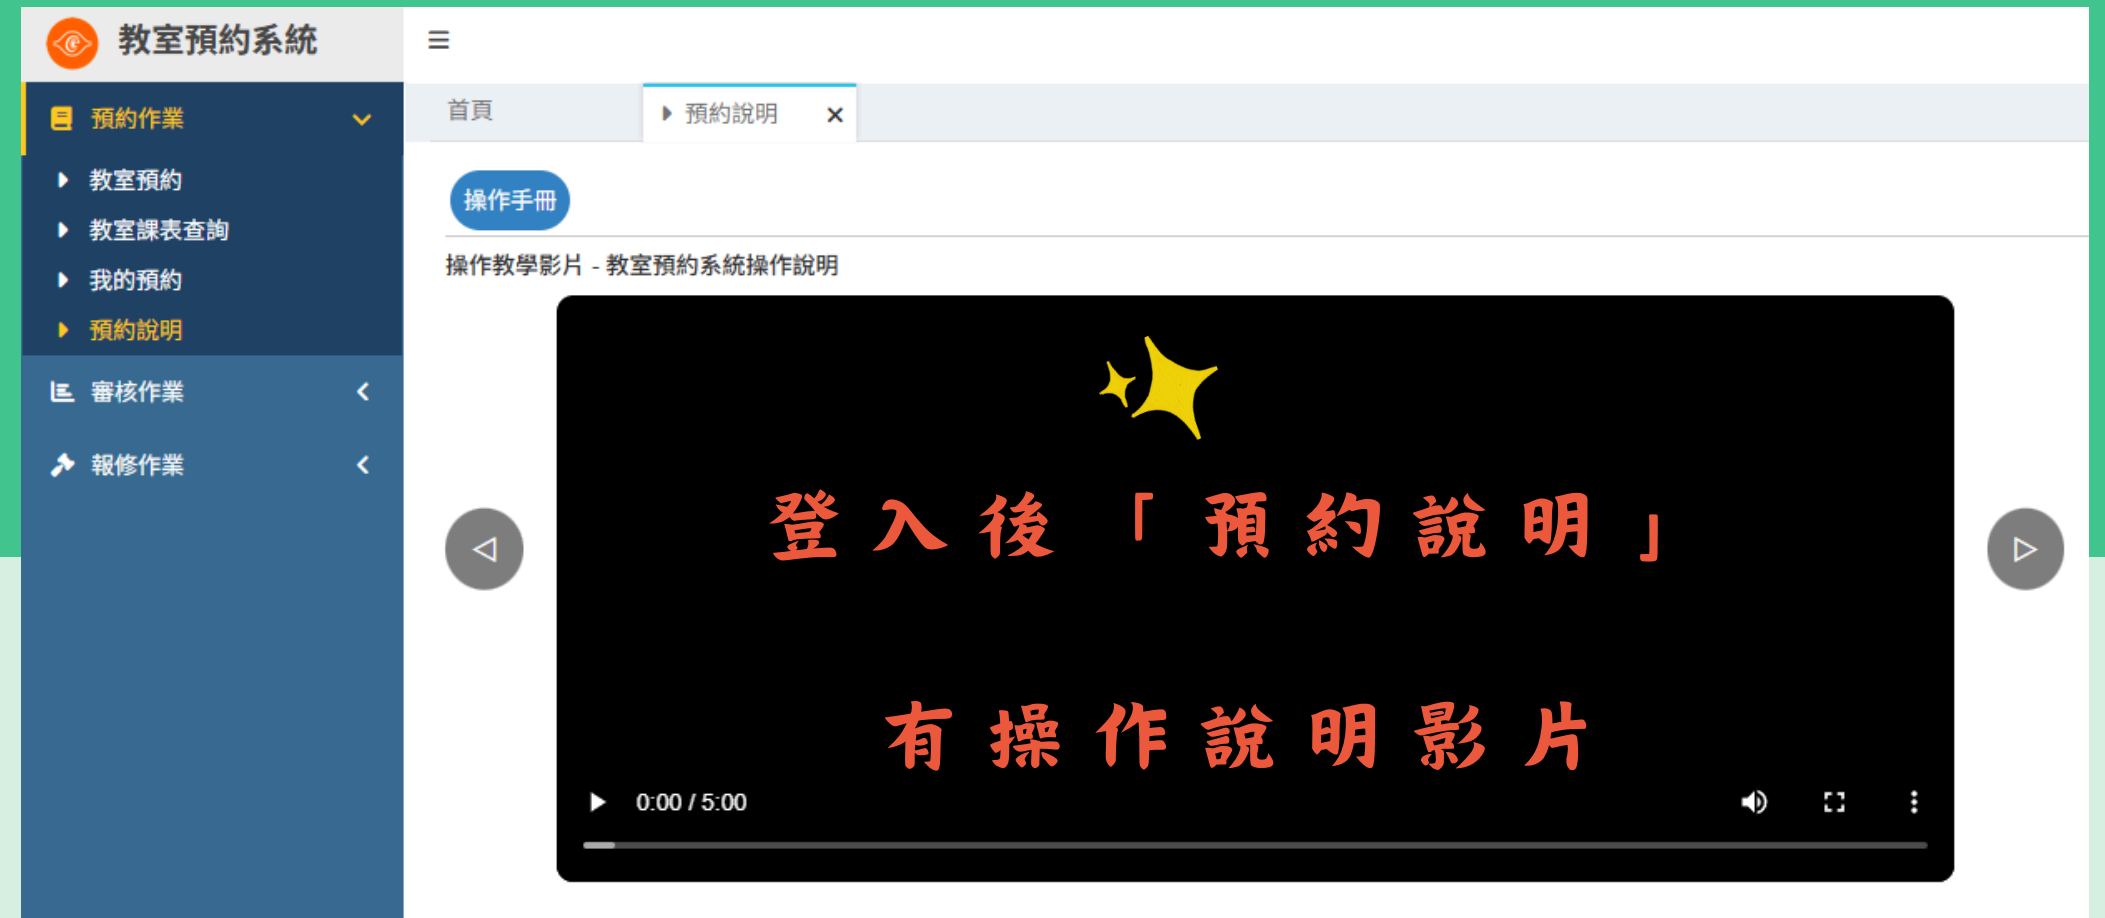 教室預約系統
預約作業
教室預約
教室課表查詢
我的預約
預約說明
審核作業
報修作業
首頁
預約說明
操作手冊
操作教學影片 - 教室預約系統操作說明
登入後「預約說明」
有操作說明影片
0:00 / 5:00